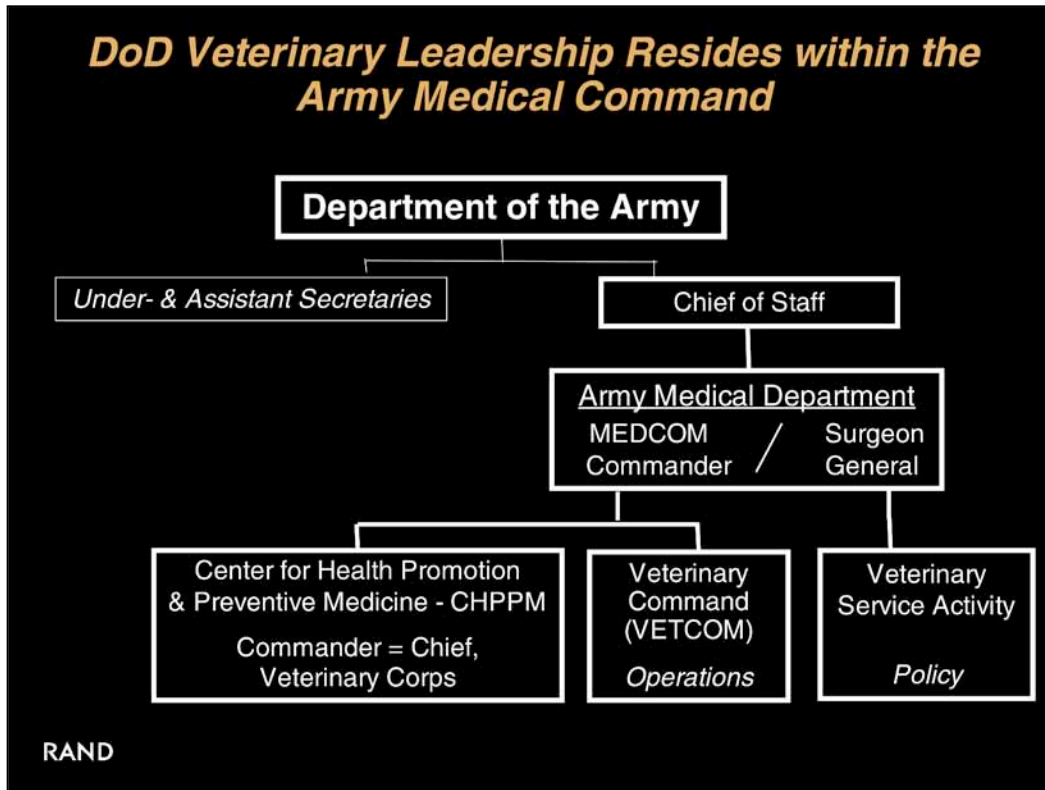 DoD Veterinary Leadership Resides within the
Army Medical Command
Department of the Army
Under- & Assistant Secretaries
Chief of Staff
Army Medical Department
MEDCOM / Surgeon
Commander General
Center for Health Promotion
& Preventive Medicine - CHPPM
Commander = Chief,
Veterinary Corps
Veterinary
Command
(VETCOM)
Operations
Veterinary
Service Activity
Policy
RAND